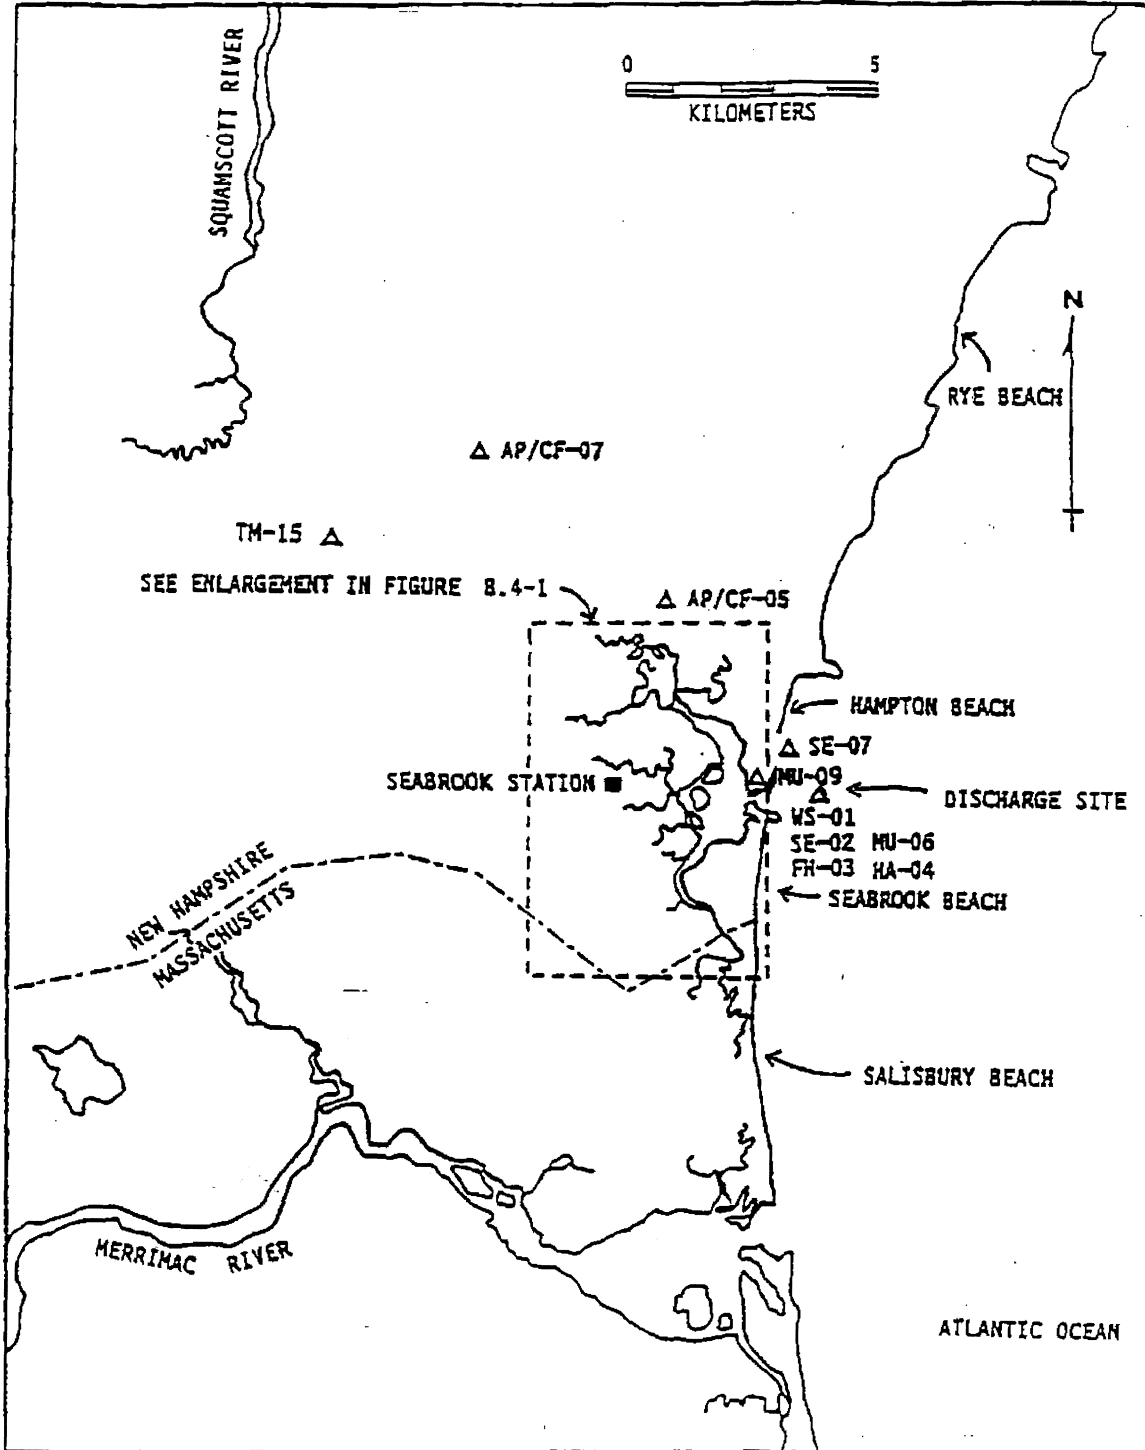 SQUAMSCOTT RIVER
0 5
KILOMETERS
N
RYE BEACH
AP/CF-07
TM-15
SEE ENLARGEMENT IN FIGURE 8.4-1
AP/CF-05
HAMPTON BEACH
SE-07
MU-09
SEABROOK STATION
DISCHARGE SITE
WS-01
SE-02 MU-06
FH-03 HA-04
SEABROOK BEACH
NEW HAMPSHIRE
MASSACHUSETTS
SALISBURY BEACH
MERRIMAC RIVER
ATLANTIC OCEAN